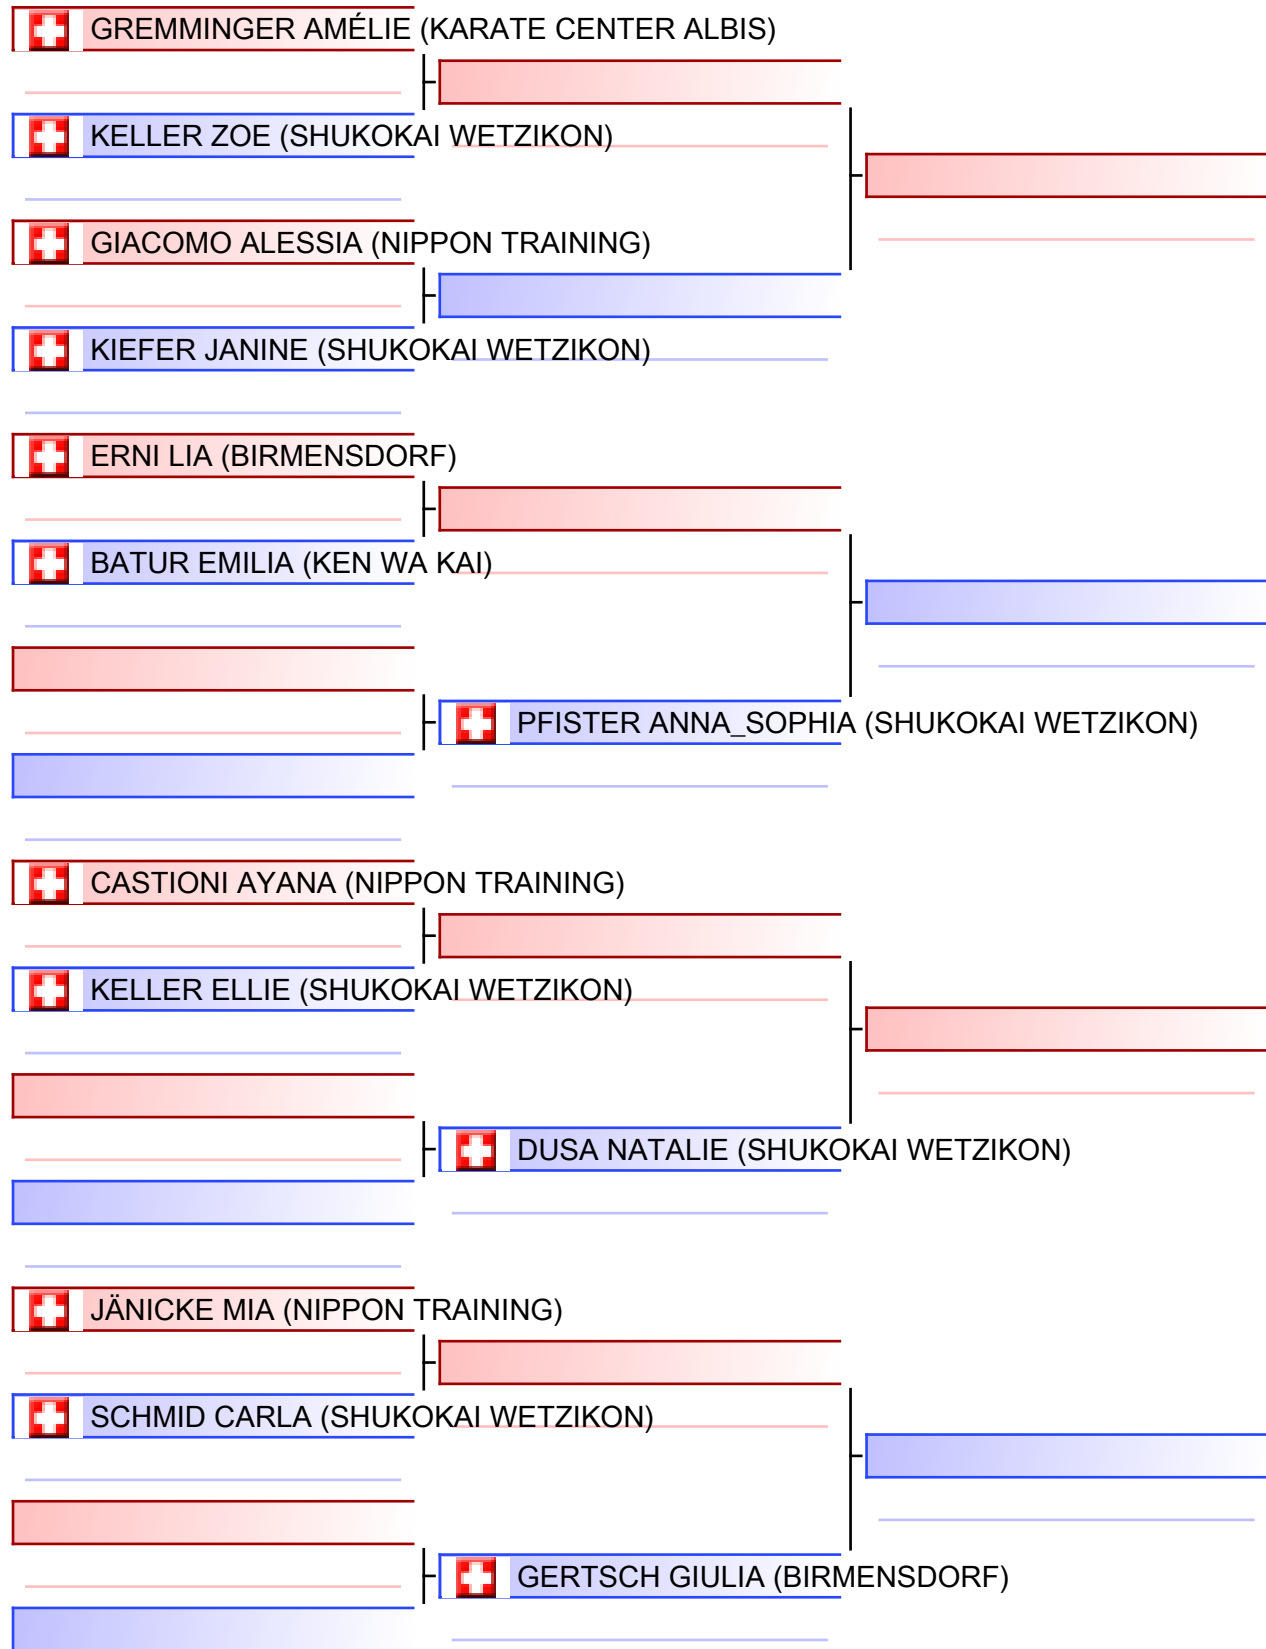 GREMMINGER AMÉLIE (KARATE CENTER ALBIS)
KELLER ZOE (SHUKOKAI WETZIKON)
GIACOMO ALESSIA (NIPPON TRAINING)
KIEFER JANINE (SHUKOKAI WETZIKON)
ERNI LIA (BIRMENSDORF)
BATUR EMILIA (KEN WA KAI)
PFISTER ANNA_SOPHIA (SHUKOKAI WETZIKON)
CASTIONI AYANA (NIPPON TRAINING)
KELLER ELLIE (SHUKOKAI WETZIKON)
DUSA NATALIE (SHUKOKAI WETZIKON)
JÄNICKE MIA (NIPPON TRAINING)
SCHMID CARLA (SHUKOKAI WETZIKON)
GERTSCH GIULIA (BIRMENSDORF)